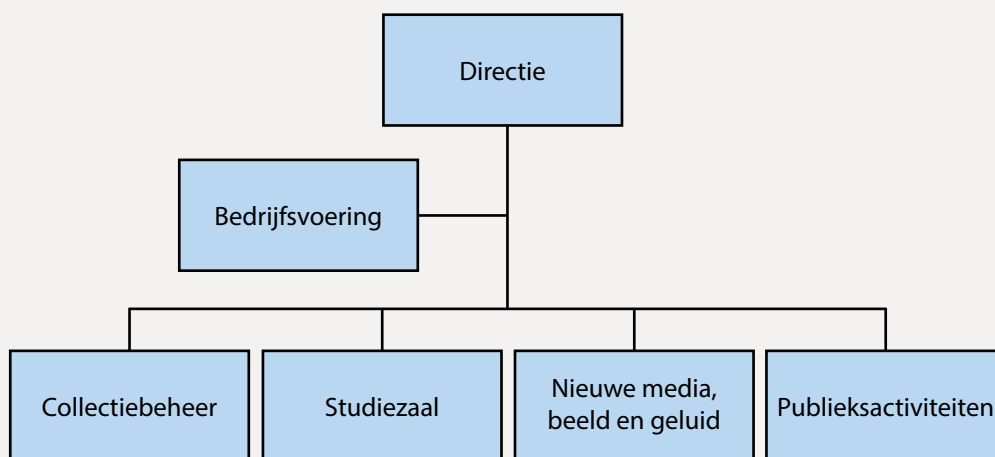 Directie
Bedrijfsvoering
Collectiebeheer
Studiezaal
Nieuwe media,
beeld en geluid
Publieksactiviteiten